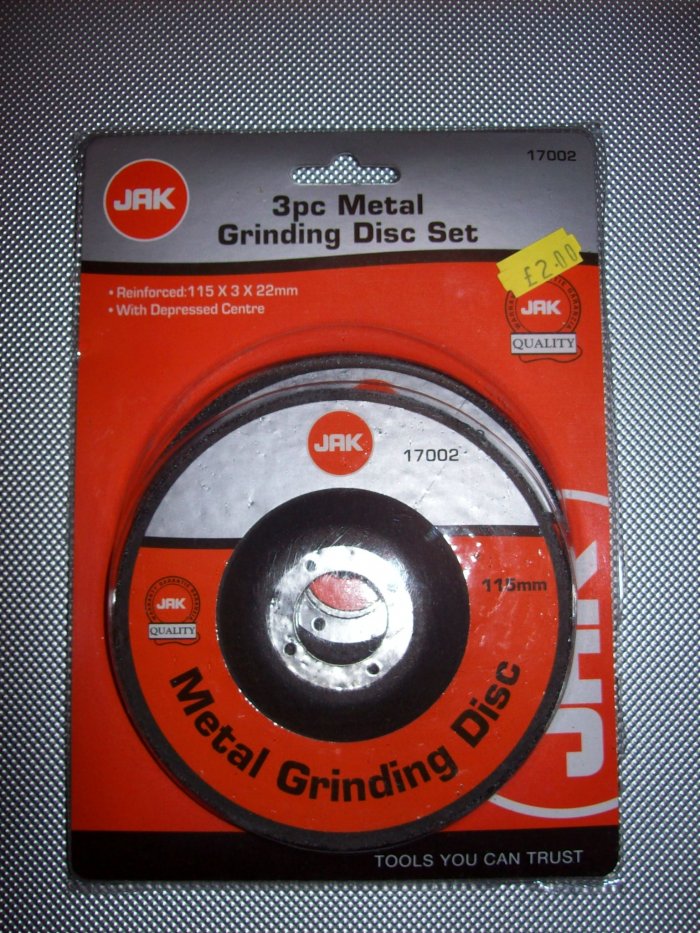 17002
JAK
3pc Metal
Grinding Disc Set
£2.00
• Reinforced:115 X 3 X 22mm
• With Depressed Centre
JAK
QUALITY
JAK
17002
115mm
JAK
QUALITY
Metal Grinding Disc
JAK
TOOLS YOU CAN TRUST